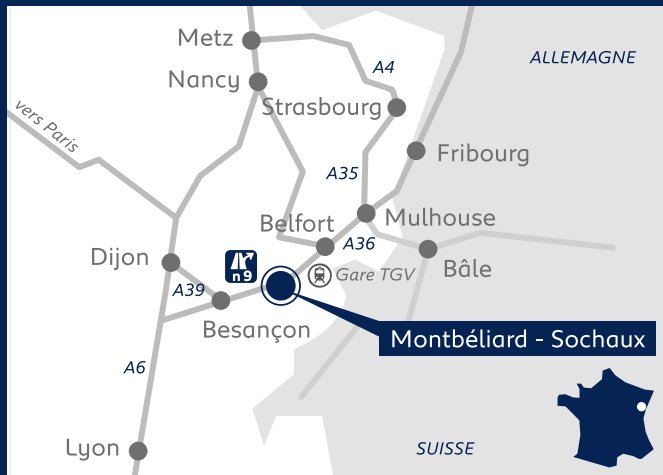 Metz
ALLEMAGNE
A4
Nancy
Strasbourg
vers Paris
Fribourg
A35
Mulhouse
Belfort
A36
Dijon
n9
Gare TGV
Bâle
A39
Besançon
Montbéliard - Sochaux
A6
Lyon
SUISSE